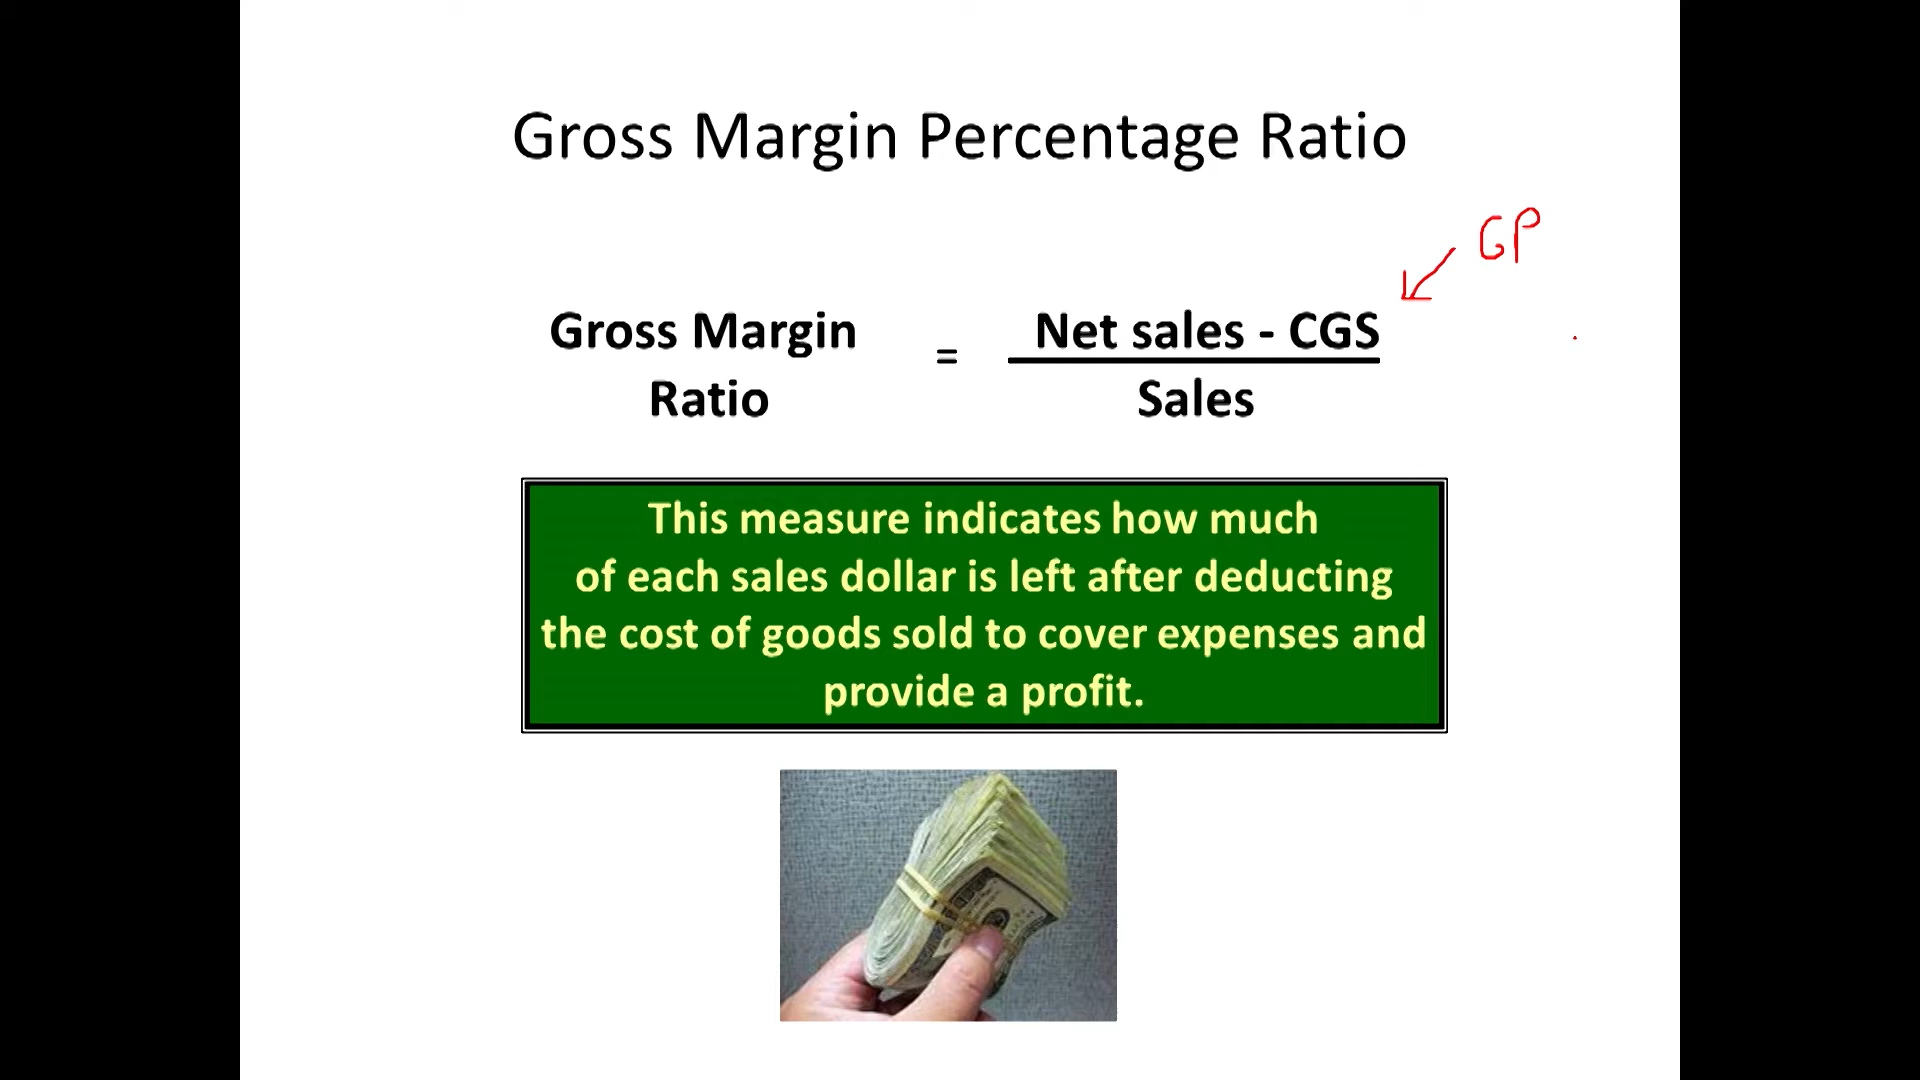 Gross Margin Percentage Ratio
GP
Gross Margin
Ratio
=
Net sales - CGS
Sales
This measure indicates how much
of each sales dollar is left after deducting
the cost of goods sold to cover expenses and
provide a profit.